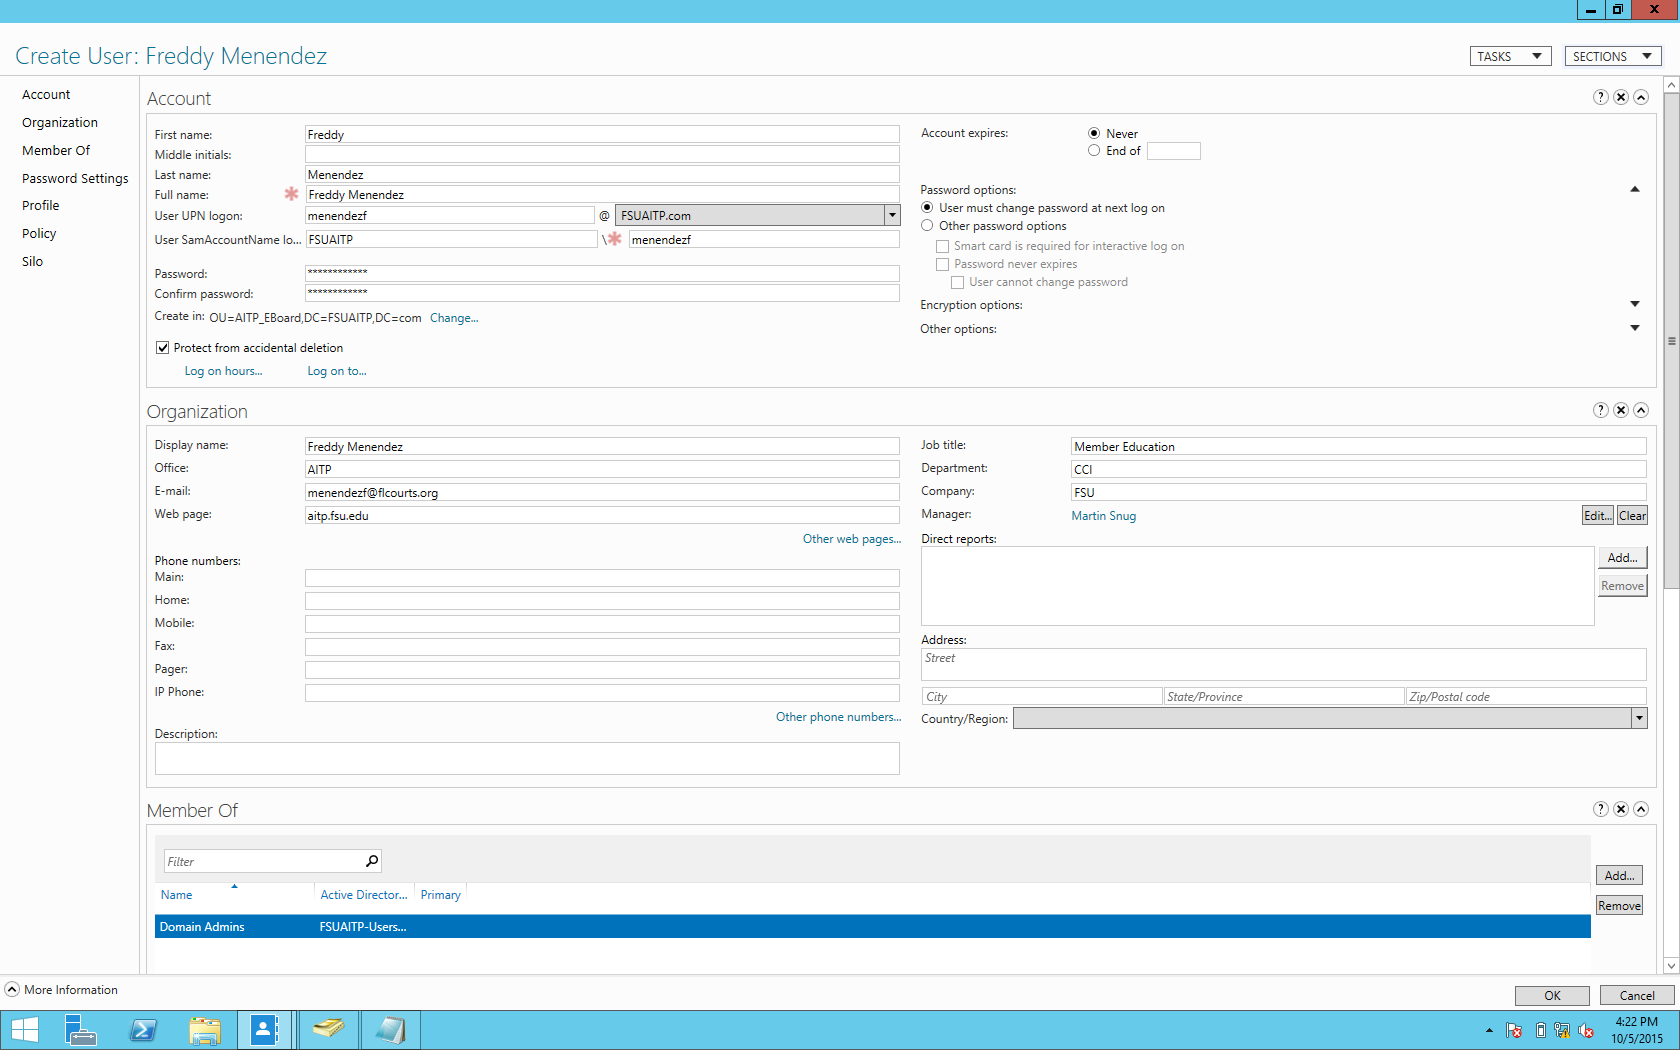 Create User: Freddy Menendez
TASKS
SECTIONS
Account
Organization
Member Of
Password Settings
Profile
Policy
Silo
Account
First name: Freddy
Middle initials:
Last name: Menendez
Full name: * Freddy Menendez
User UPN logon: menendezf @ FSUAITP.com
User SamAccountName lo... FSUAITP \* menendezf
Password: ************
Confirm password: ************
Create in: OU=AITP_EBoard,DC=FSUAITP,DC=com Change...
Protect from accidental deletion
Log on hours... Log on to...
Account expires: Never
End of
Password options:
User must change password at next log on
Other password options
Smart card is required for interactive log on
Password never expires
User cannot change password
Encryption options:
Other options:
Organization
Display name: Freddy Menendez
Office: AITP
E-mail: menendezf@flcourts.org
Web page: aitp.fsu.edu
Other web pages...
Phone numbers:
Main:
Home:
Mobile:
Fax:
Pager:
IP Phone:
Other phone numbers...
Description:
Job title: Member Education
Department: CCI
Company: FSU
Manager: Martin Snug Edit... Clear
Direct reports:
Add...
Remove
Address:
Street
City State/Province Zip/Postal code
Country/Region:
Member Of
Filter
Name Active Director... Primary
Domain Admins FSUAITP-Users...
Add...
Remove
More Information
OK Cancel
4:22 PM
10/5/2015